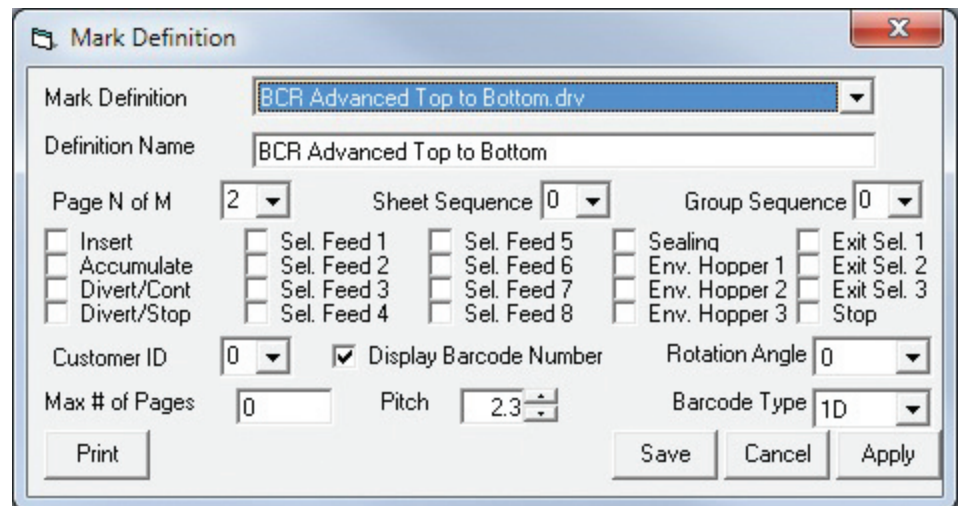 Mark Definition
Mark Definition BCR Advanced Top to Bottom.drv
Definition Name BCR Advanced Top to Bottom
Page N of M 2 Sheet Sequence 0 Group Sequence 0
Insert Sel. Feed 1 Sel. Feed 5 Sealing Exit Sel. 1
Accumulate Sel. Feed 2 Sel. Feed 6 Env. Hopper 1 Exit Sel. 2
Divert/Cont Sel. Feed 3 Sel. Feed 7 Env. Hopper 2 Exit Sel. 3
Divert/Stop Sel. Feed 4 Sel. Feed 8 Env. Hopper 3 Stop
Customer ID 0 Display Barcode Number Rotation Angle 0
Max # of Pages 0 Pitch 2.3 Barcode Type 1D
Print Save Cancel Apply